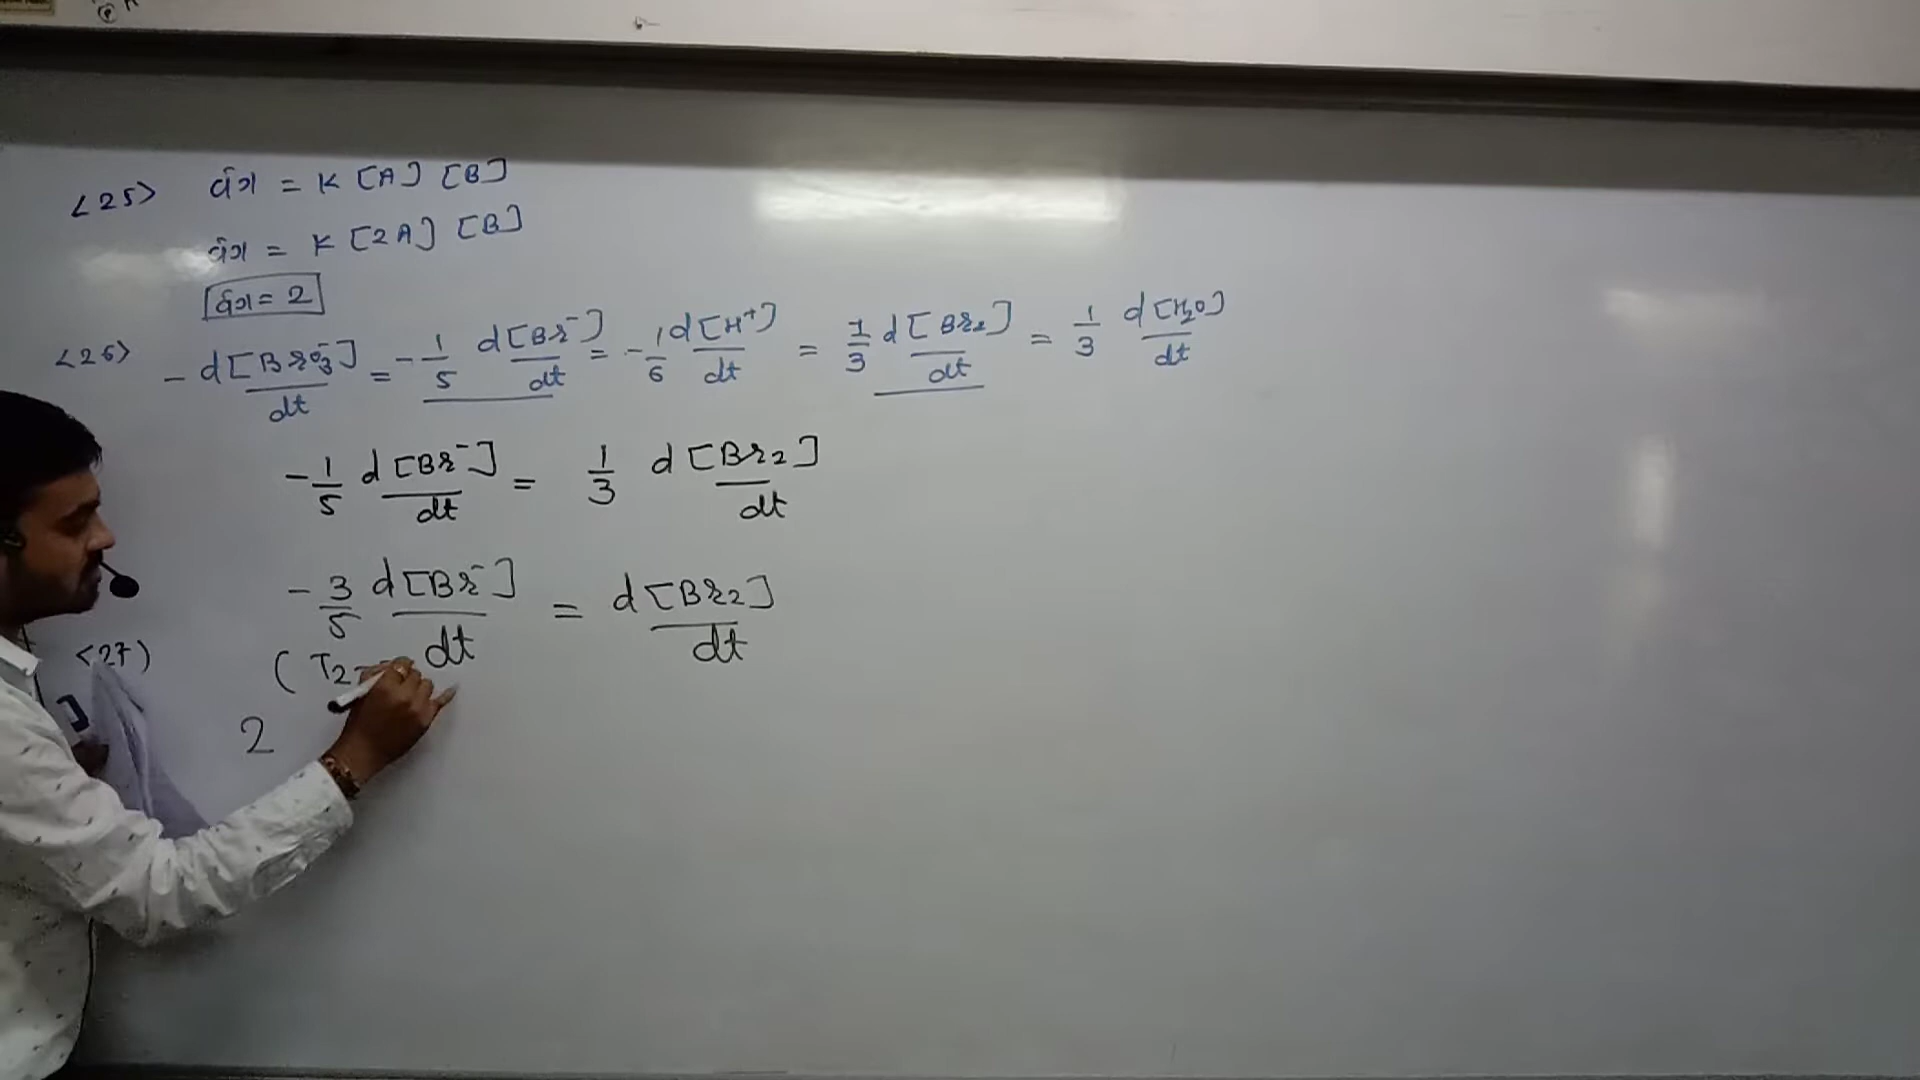 <25> વેગ = K [A] [B]
વેગ = K [2A] [B]
વેગ = 2
<26> - d[BrO3⁻]/dt = - 1/5 d[Br⁻]/dt = - 1/6 d[H⁺]/dt = 1/3 d[Br2]/dt = 1/3 d[H2O]/dt
- 1/5 d[Br⁻]/dt = 1/3 d[Br2]/dt
- 3/5 d[Br⁻]/dt = d[Br2]/dt
<27) (T2-
2